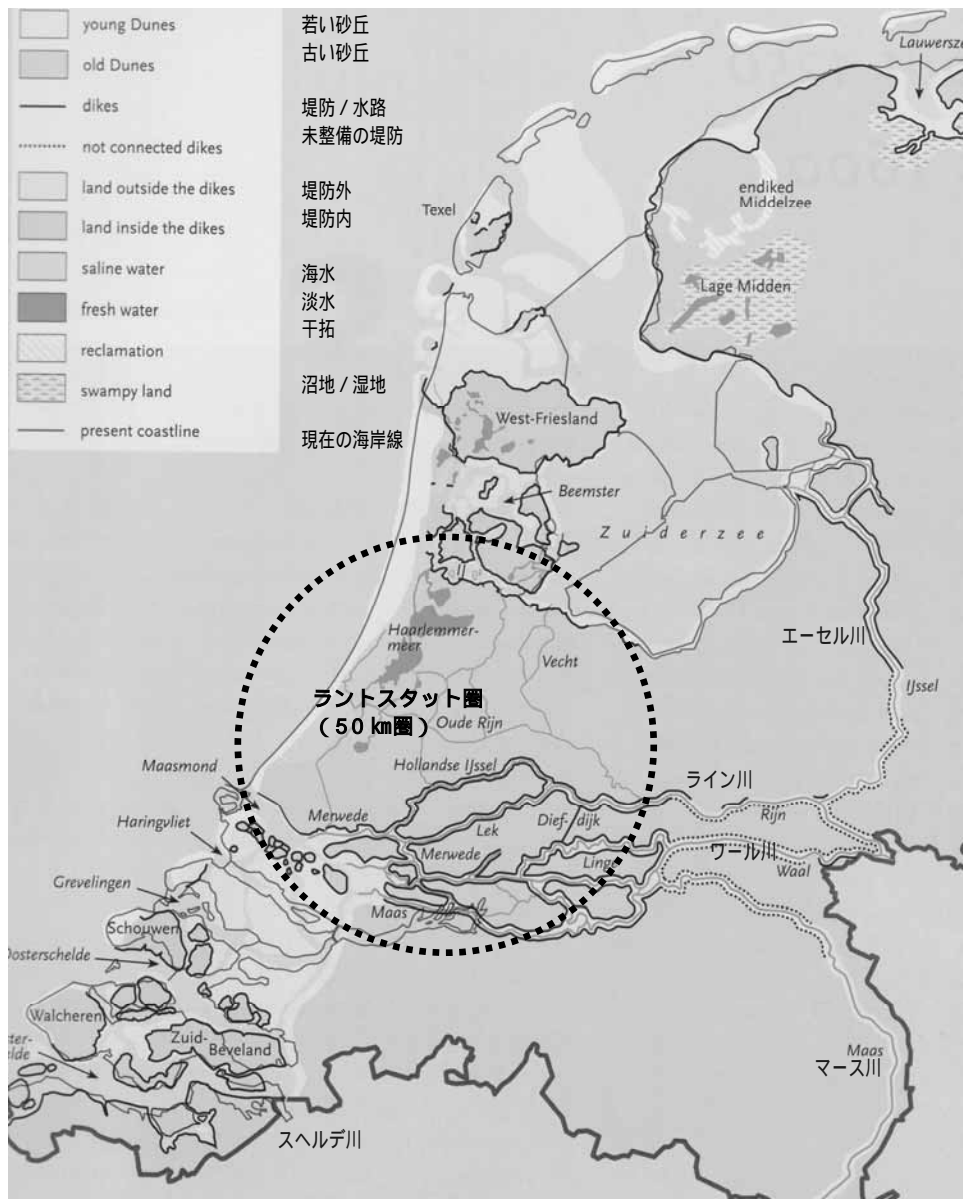 young Dunes
old Dunes
dikes
not connected dikes
land outside the dikes
land inside the dikes
saline water
fresh water
reclamation
swampy land
present coastline
若い砂丘
古い砂丘
堤防 / 水路
未整備の堤防
堤防外
堤防内
海水
淡水
干拓
沼地 / 湿地
現在の海岸線
Lauwersze
endiked
Middelzee
Texel
Lage Midden
West-Friesland
Beemster
Zuiderzee
エーセル川
Haarlemmer-
meer
Vecht
IJssel
ラントスタット圏
(50㎞圏)
Oude Rijn
Hollandse IJssel
ライン川
Maasmond
Merwede
Rijn
Haringvliet
Lek
Dief-dijk
Merwede
Linge
ワール川
Waal
Grevelingen
Maas
Schouwen
Oosterschelde
Walcheren
Zuid-
Beveland
ster-
elde
Maas
マース川
スヘルデ川